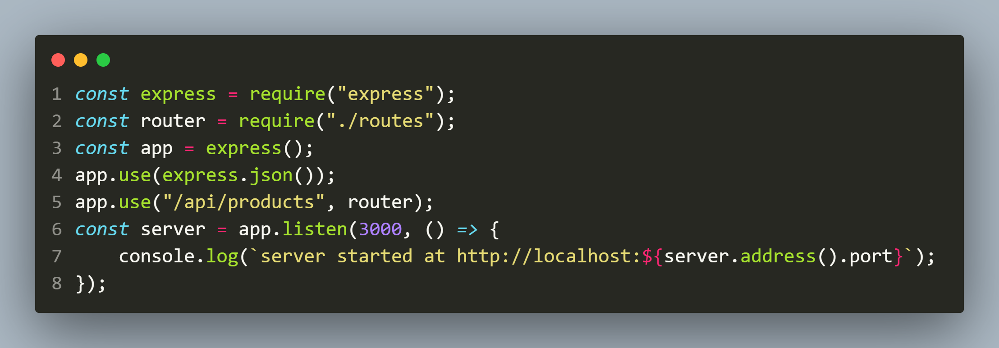 1 const express = require("express");
2 const router = require("./routes");
3 const app = express();
4 app.use(express.json());
5 app.use("/api/products", router);
6 const server = app.listen(3000, () => {
7     console.log(`server started at http://localhost:${server.address().port}`);
8 });